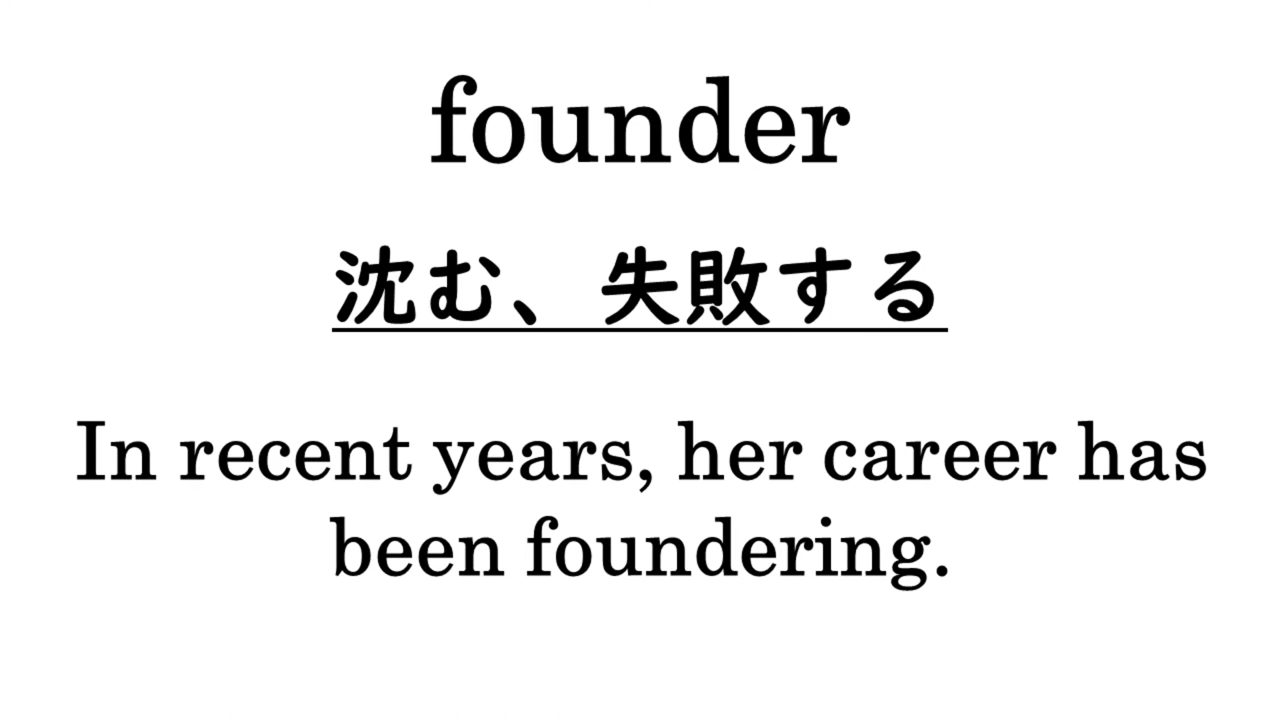 founder
沈む、失敗する
In recent years, her career has
been foundering.